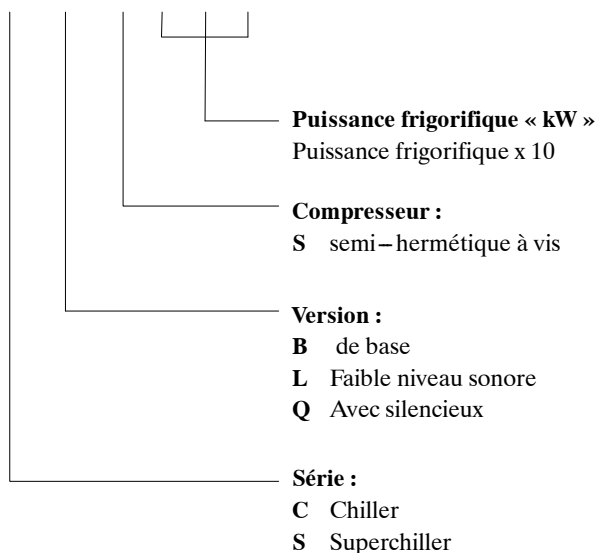 Puissance frigorifique « kW »
Puissance frigorifique x 10
Compresseur :
S semi-hermétique à vis
Version :
B de base
L Faible niveau sonore
Q Avec silencieux
Série :
C Chiller
S Superchiller